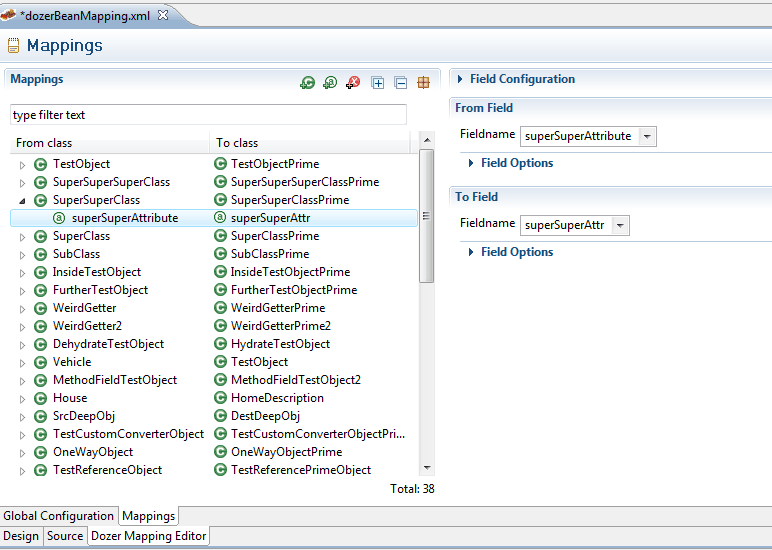 *dozerBeanMapping.xml
Mappings
Mappings
type filter text
From class To class
TestObject TestObjectPrime
SuperSuperSuperClass SuperSuperSuperClassPrime
SuperSuperClass SuperSuperClassPrime
superSuperAttribute superSuperAttr
SuperClass SuperClassPrime
SubClass SubClassPrime
InsideTestObject InsideTestObjectPrime
FurtherTestObject FurtherTestObjectPrime
WeirdGetter WeirdGetterPrime
WeirdGetter2 WeirdGetterPrime2
DehydrateTestObject HydrateTestObject
Vehicle TestObject
MethodFieldTestObject MethodFieldTestObject2
House HomeDescription
SrcDeepObj DestDeepObj
TestCustomConverterObject TestCustomConverterObjectPri...
OneWayObject OneWayObjectPrime
TestReferenceObject TestReferencePrimeObject
Total: 38
Field Configuration
From Field
Fieldname superSuperAttribute
Field Options
To Field
Fieldname superSuperAttr
Field Options
Global Configuration Mappings
Design Source Dozer Mapping Editor